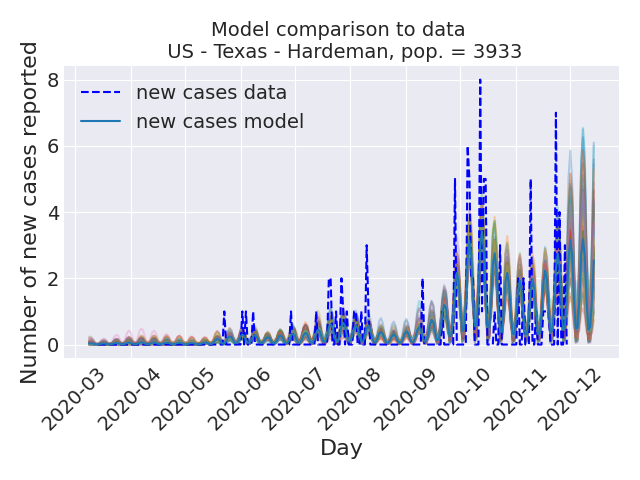 Model comparison to data
US - Texas - Hardeman, pop. = 3933
Number of new cases reported
8
6
4
2
0
new cases data
new cases model
2020-03
2020-04
2020-05
2020-06
2020-07
2020-08
2020-09
2020-10
2020-11
2020-12
Day